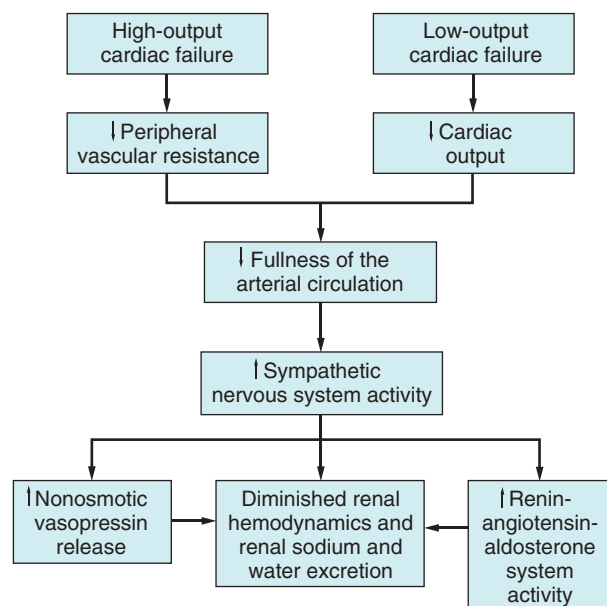 High-output
cardiac failure
Low-output
cardiac failure
↓Peripheral
vascular resistance
↓Cardiac
output
↓Fullness of the
arterial circulation
↑Sympathetic
nervous system activity
↑Nonosmotic
vasopressin
release
Diminished renal
hemodynamics and
renal sodium and
water excretion
↑Renin-
angiotensin-
aldosterone
system
activity